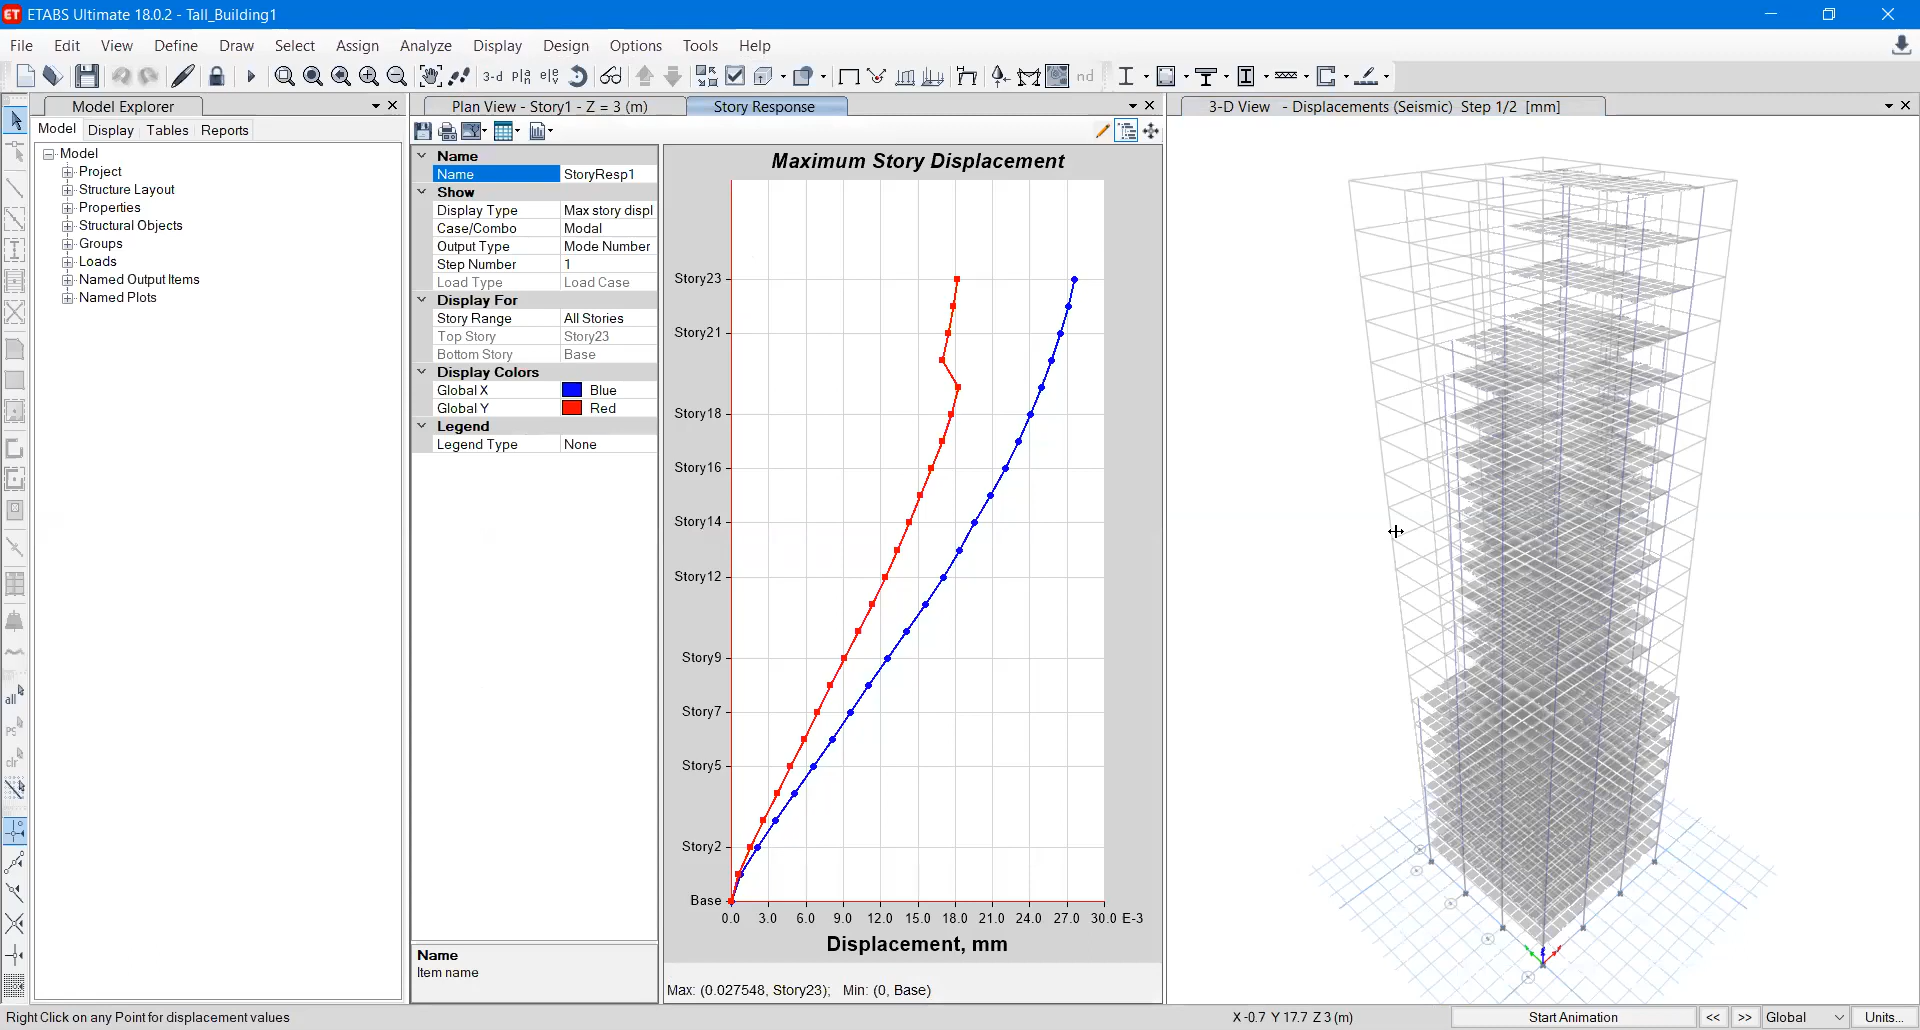 ETABS Ultimate 18.0.2 - Tall_Building1
File Edit View Define Draw Select Assign Analyze Display Design Options Tools Help
3-d Pla ele nd
Model Explorer
Plan View - Story1 - Z = 3 (m)
Story Response
3-D View - Displacements (Seismic) Step 1/2 [mm]
Model Display Tables Reports
Model
Project
Structure Layout
Properties
Structural Objects
Groups
Loads
Named Output Items
Named Plots
all
ps
clr
Name
Name StoryResp1
Show
Display Type Max story displ
Case/Combo Modal
Output Type Mode Number
Step Number 1
Load Type Load Case
Display For
Story Range All Stories
Top Story Story23
Bottom Story Base
Display Colors
Global X Blue
Global Y Red
Legend
Legend Type None
Name
Item name
Maximum Story Displacement
Story23
Story21
Story18
Story16
Story14
Story12
Story9
Story7
Story5
Story2
Base
0.0 3.0 6.0 9.0 12.0 15.0 18.0 21.0 24.0 27.0 30.0 E-3
Displacement, mm
Max: (0.027548, Story23); Min: (0, Base)
Right Click on any Point for displacement values
X -0.7 Y 17.7 Z 3 (m)
Start Animation
<< >>
Global
Units...